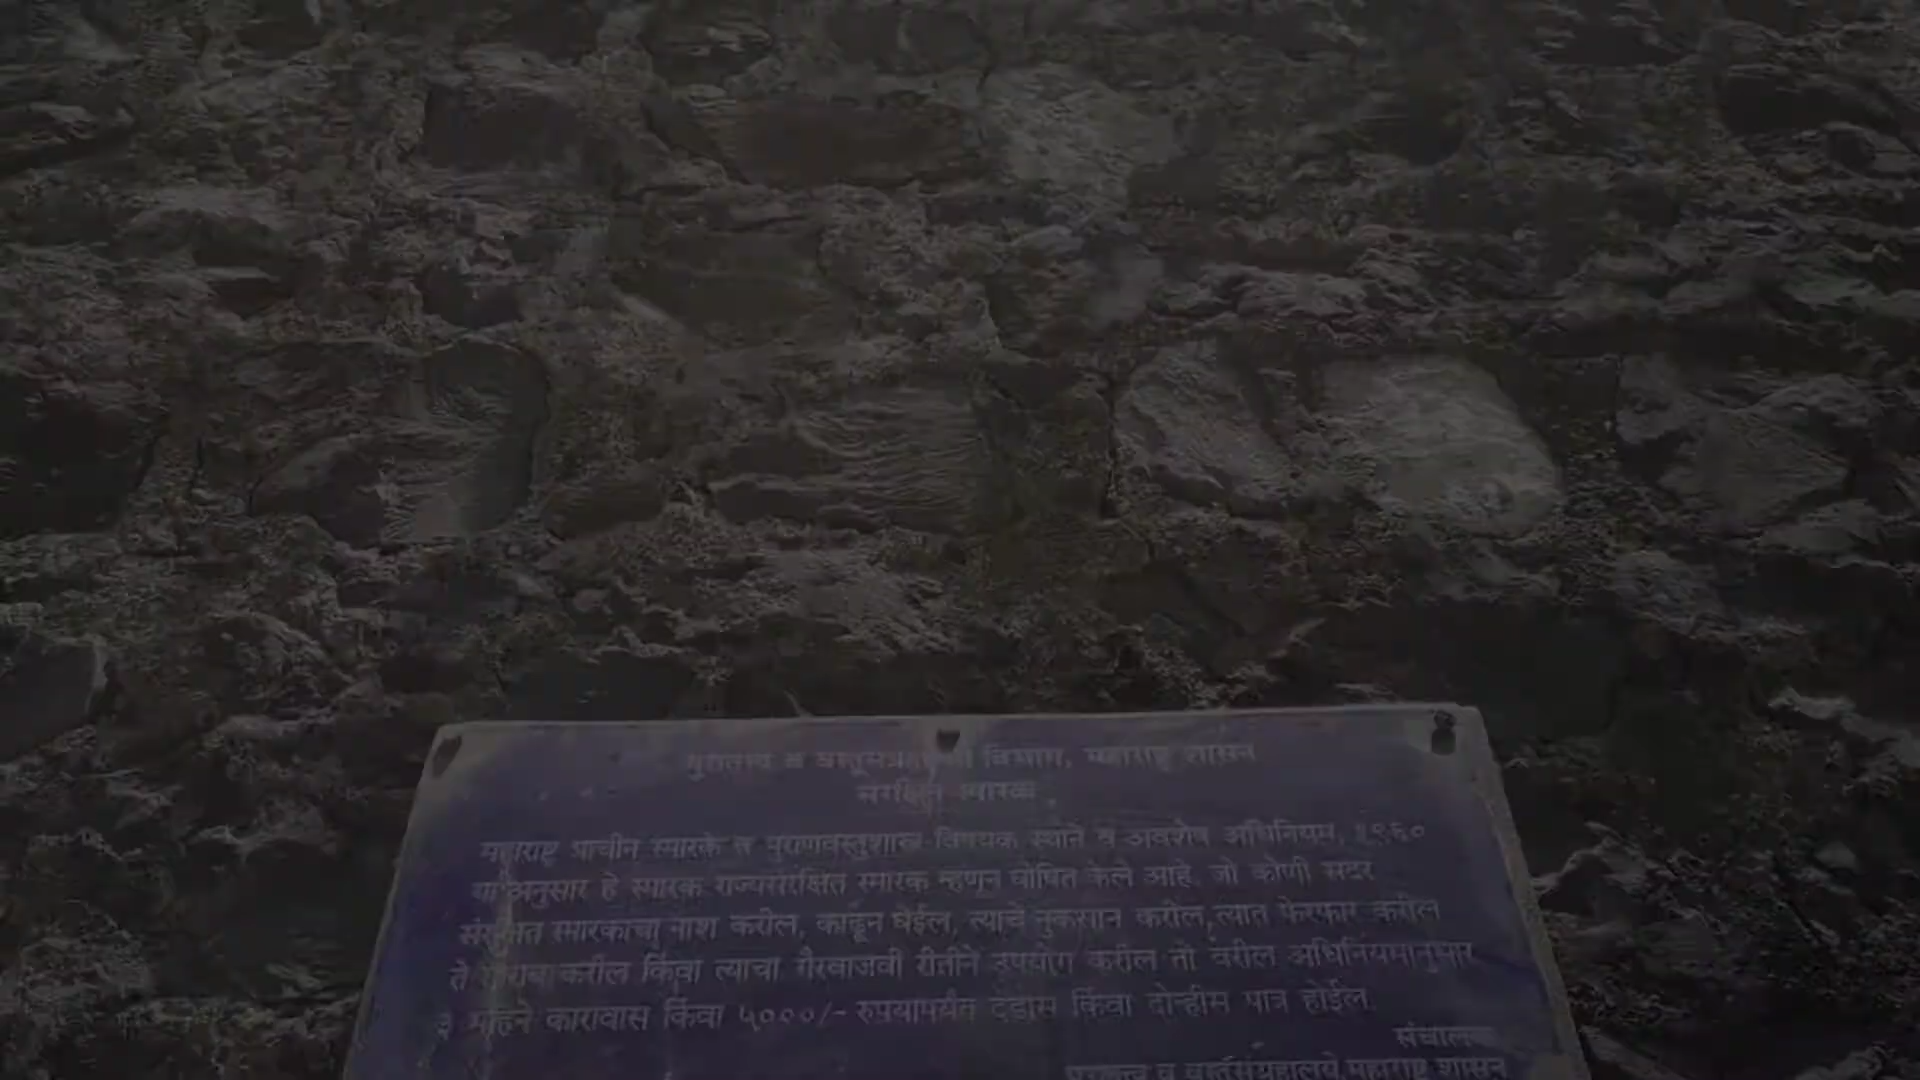 पुरातत्व व वस्तुसंग्रहालये विभाग, महाराष्ट्र शासन
संरक्षित स्मारक
महाराष्ट्र प्राचीन स्मारके व पुराणवस्तुशास्त्र विषयक स्थाने व अवशेष अधिनियम, १९६०
या अनुसार हे स्मारक राज्यसंरक्षित स्मारक म्हणून घोषित केले आहे. जो कोणी सदर
संरक्षित स्मारकाचा नाश करील, काढून घेईल, त्याचे नुकसान करील, त्यात फेरफार करील
ते खराब करील किंवा त्याचा गैरवाजवी रीतीने उपयोग करील तो वरील अधिनियमानुसार
३ महिने कारावास किंवा ५०००/- रुपयांपर्यंत दंडास किंवा दोन्हीस पात्र होईल.
संचालक
पुरातत्व व वस्तुसंग्रहालये, महाराष्ट्र शासन